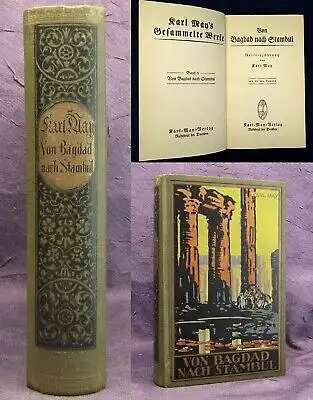 Karl May
Von Bagdad
nach Stambul
Karl May's
Gesammelte Werke
Band 3
Von Bagdad nach Stambul
Karl-May-Verlag
Radebeul bei Dresden
Von
Bagdad nach Stambul
Reiseerzählung
von
Karl May
Karl-May-Verlag
Radebeul bei Dresden
KARL MAY
VON BAGDAD
NACH STAMBUL